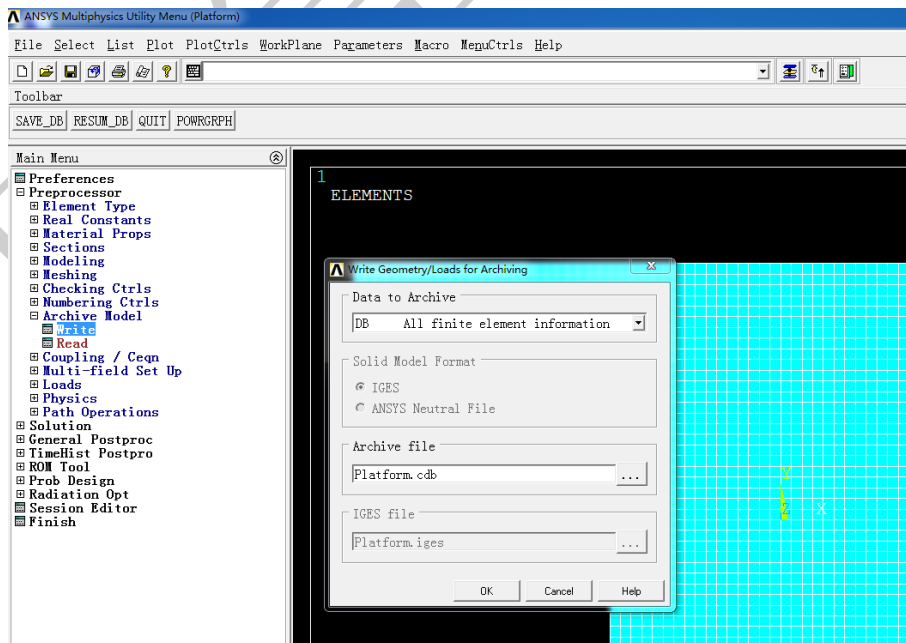 ANSYS Multiphysics Utility Menu (Platform)
File Select List Plot PlotCtrls WorkPlane Parameters Macro MenuCtrls Help
Toolbar
SAVE_DB RESUM_DB QUIT POWRGRPH
Main Menu
Preferences
Preprocessor
Element Type
Real Constants
Material Props
Sections
Modeling
Meshing
Checking Ctrls
Numbering Ctrls
Archive Model
Write
Read
Coupling / Ceqn
Multi-field Set Up
Loads
Physics
Path Operations
Solution
General Postproc
TimeHist Postpro
ROM Tool
Prob Design
Radiation Opt
Session Editor
Finish
1
ELEMENTS
Write Geometry/Loads for Archiving
Data to Archive
DB All finite element information
Solid Model Format
IGES
ANSYS Neutral File
Archive file
Platform.cdb
...
IGES file
Platform.iges
...
OK Cancel Help
Y
Z X